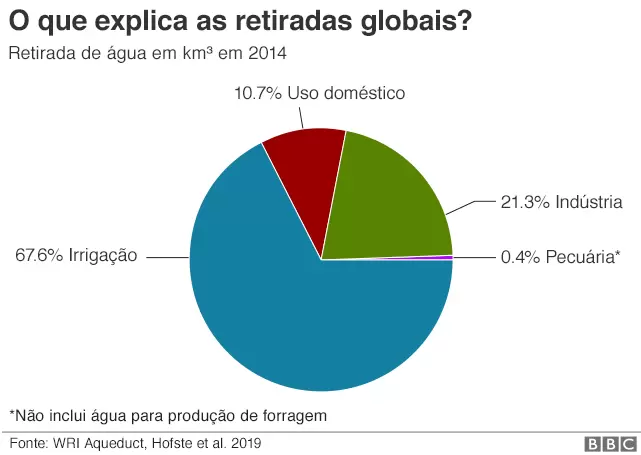 O que explica as retiradas globais?
Retirada de água em km³ em 2014
10.7% Uso doméstico
21.3% Indústria
67.6% Irrigação
0.4% Pecuária*
*Não inclui água para produção de forragem
Fonte: WRI Aqueduct, Hofste et al. 2019
BBC